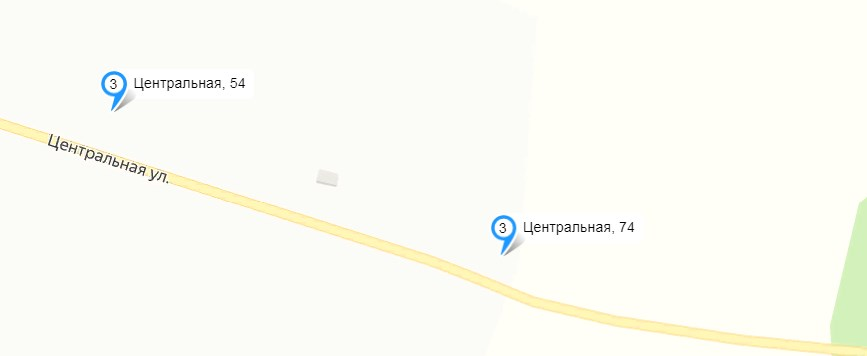 3 Центральная, 54
Центральная ул.
3 Центральная, 74